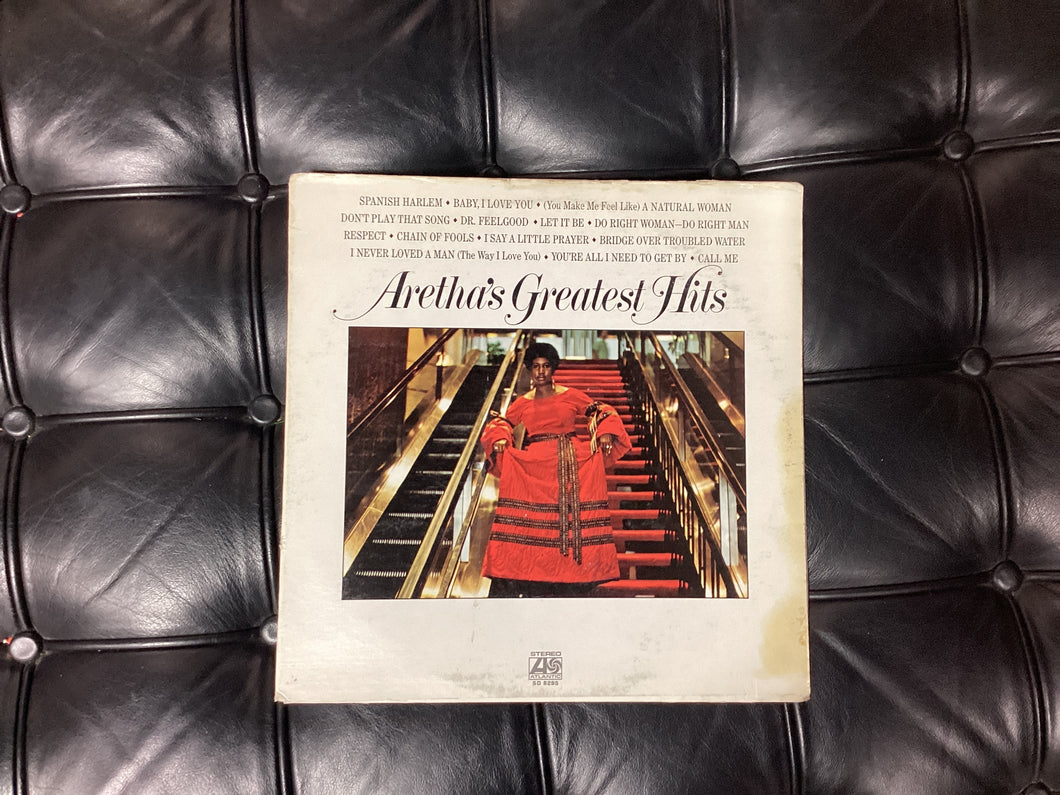 SPANISH HARLEM ♦ BABY, I LOVE YOU ♦ (You Make Me Feel Like) A NATURAL WOMAN
DON'T PLAY THAT SONG ♦ DR. FEELGOOD ♦ LET IT BE ♦ DO RIGHT WOMAN—DO RIGHT MAN
RESPECT ♦ CHAIN OF FOOLS ♦ I SAY A LITTLE PRAYER ♦ BRIDGE OVER TROUBLED WATER
I NEVER LOVED A MAN (The Way I Love You) ♦ YOU'RE ALL I NEED TO GET BY ♦ CALL ME
Aretha's Greatest Hits
STEREO
ATLANTIC
SD 8295